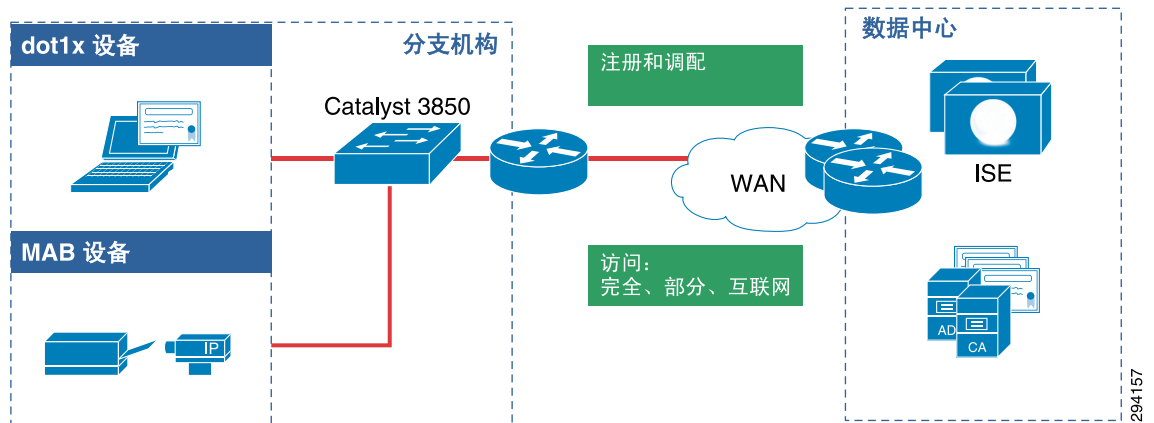 dot1x 设备
分支机构
Catalyst 3850
MAB 设备
IP
注册和调配
WAN
访问：
完全、部分、互联网
数据中心
ISE
AD
CA
294157